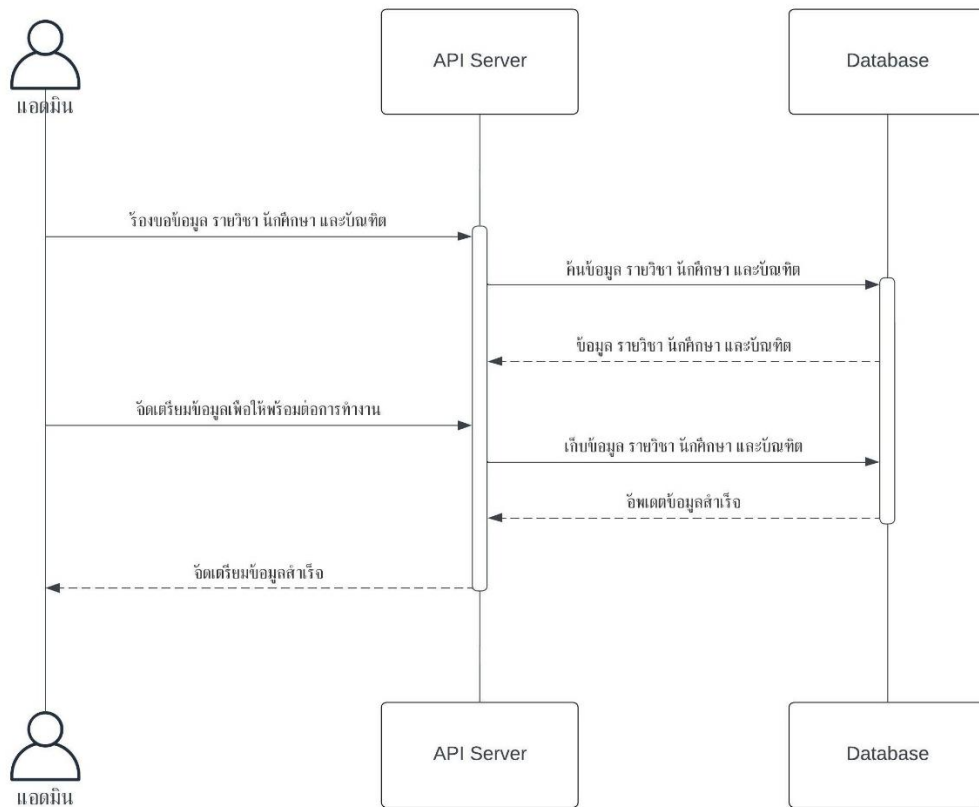 แอดมิน
API Server
Database
ร้องขอข้อมูล รายวิชา นักศึกษา และบัณฑิต
ค้นข้อมูล รายวิชา นักศึกษา และบัณฑิต
ข้อมูล รายวิชา นักศึกษา และบัณฑิต
จัดเตรียมข้อมูลเพื่อให้พร้อมต่อการทำงาน
เก็บข้อมูล รายวิชา นักศึกษา และบัณฑิต
อัพเดตข้อมูลสำเร็จ
จัดเตรียมข้อมูลสำเร็จ
แอดมิน
API Server
Database